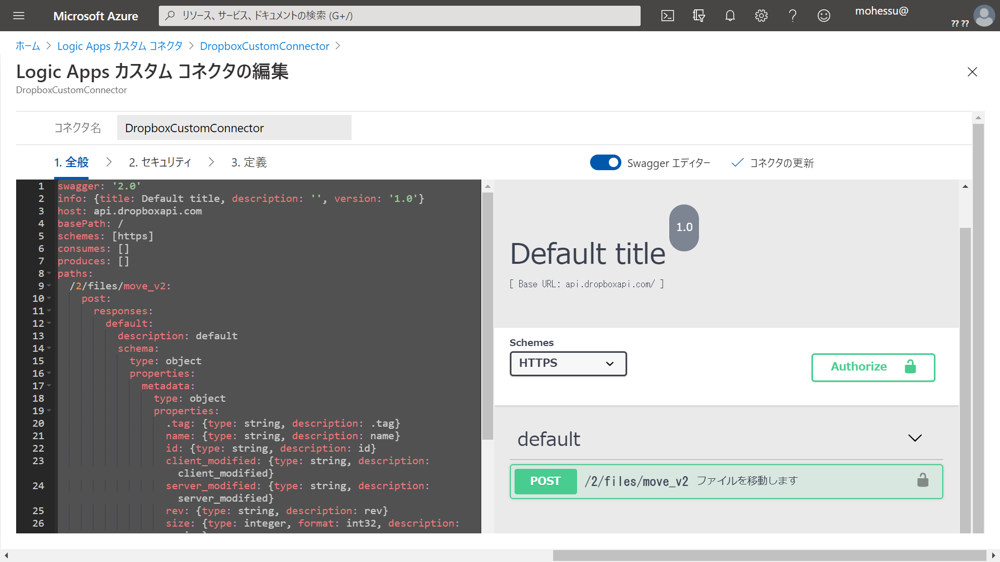 Microsoft Azure
リソース、サービス、ドキュメントの検索 (G+/)
mohessu@
?? ??
ホーム > Logic Apps カスタム コネクタ > DropboxCustomConnector >
Logic Apps カスタム コネクタの編集
DropboxCustomConnector
コネクタ名
DropboxCustomConnector
1. 全般 > 2. セキュリティ > 3. 定義
Swagger エディター
コネクタの更新
1 swagger: '2.0'
2 info: {title: Default title, description: '', version: '1.0'}
3 host: api.dropboxapi.com
4 basePath: /
5 schemes: [https]
6 consumes: []
7 produces: []
8 paths:
9 /2/files/move_v2:
10 post:
11 responses:
12 default:
13 description: default
14 schema:
15 type: object
16 properties:
17 metadata:
18 type: object
19 properties:
20 .tag: {type: string, description: .tag}
21 name: {type: string, description: name}
22 id: {type: string, description: id}
23 client_modified: {type: string, description:
client_modified}
24 server_modified: {type: string, description:
server_modified}
25 rev: {type: string, description: rev}
26 size: {type: integer, format: int32, description:
1.0
Default title
[ Base URL: api.dropboxapi.com/ ]
Schemes
HTTPS
Authorize
default
POST /2/files/move_v2 ファイルを移動します